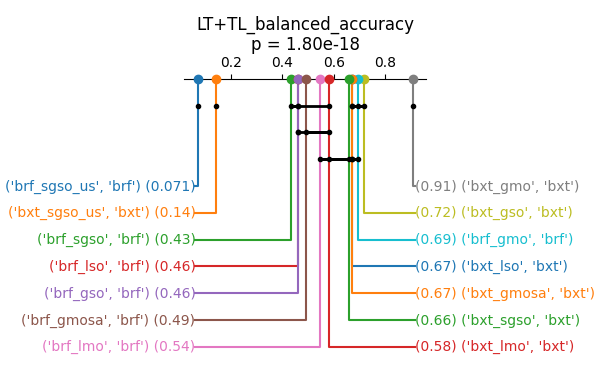 LT+TL_balanced_accuracy
p = 1.80e-18
0.2 0.4 0.6 0.8
('brf_sgso_us', 'brf') (0.071) (0.91) ('bxt_gmo', 'bxt')
('bxt_sgso_us', 'bxt') (0.14) (0.72) ('bxt_gso', 'bxt')
('brf_sgso', 'brf') (0.43) (0.69) ('brf_gmo', 'brf')
('brf_lso', 'brf') (0.46) (0.67) ('bxt_lso', 'bxt')
('brf_gso', 'brf') (0.46) (0.67) ('bxt_gmosa', 'bxt')
('brf_gmosa', 'brf') (0.49) (0.66) ('bxt_sgso', 'bxt')
('brf_lmo', 'brf') (0.54) (0.58) ('bxt_lmo', 'bxt')